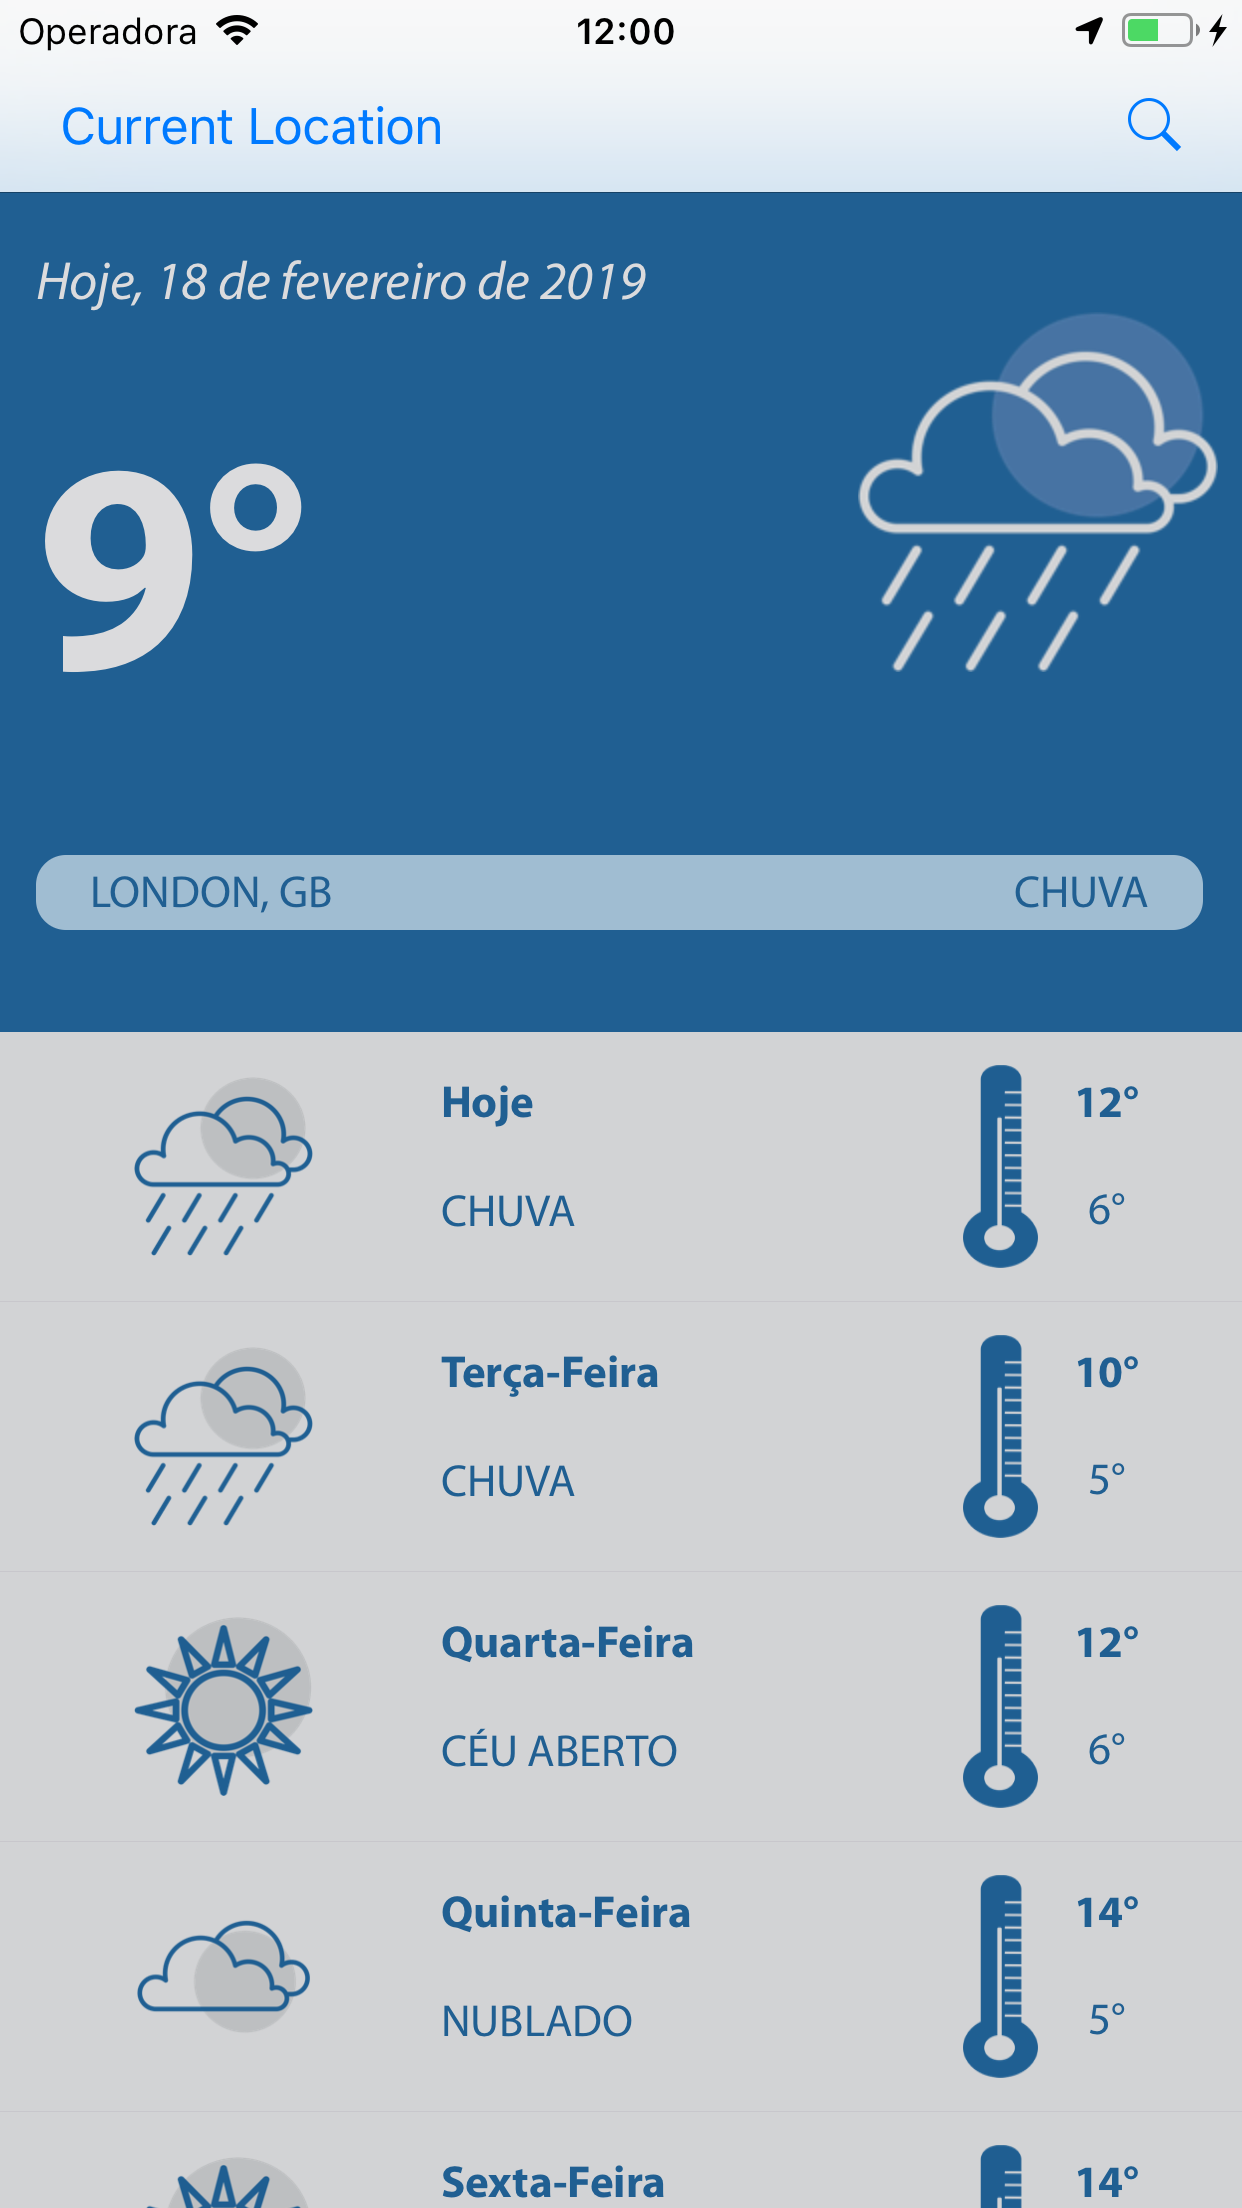 Operadora 12:00
Current Location
Hoje, 18 de fevereiro de 2019
9°
LONDON, GB CHUVA
Hoje 12°
CHUVA 6°
Terça-Feira 10°
CHUVA 5°
Quarta-Feira 12°
CÉU ABERTO 6°
Quinta-Feira 14°
NUBLADO 5°
Sexta-Feira 14°